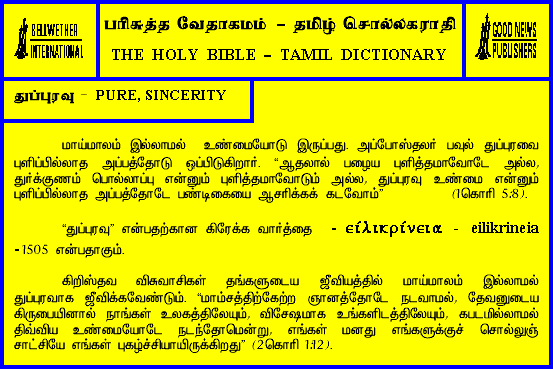 BELLWETHER
INTERNATIONAL
பரிசுத்த வேதாகமம் – தமிழ் சொல்லகராதி
THE HOLY BIBLE – TAMIL DICTIONARY
GOOD NEWS
PUBLISHERS
துப்புரவு - PURE, SINCERITY
மாய்மாலம் இல்லாமல் உண்மையோடு இருப்பது. அப்போஸ்தலர் பவுல் துப்புரவை
புளிப்பில்லாத அப்பத்தோடு ஒப்பிடுகிறார். “ஆதலால் பழைய புளித்தமாவோடே அல்ல,
துர்க்குணம் பொல்லாப்பு என்னும் புளித்தமாவோடும் அல்ல, துப்புரவு உண்மை என்னும்
புளிப்பில்லாத அப்பத்தோடே பண்டிகையை ஆசரிக்கக் கடவோம்” (1கொரி 5:8).
“துப்புரவு” என்பதற்கான கிரேக்க வார்த்தை - εἰλικρίνεια - eilikrineia
-1505 என்பதாகும்.
கிறிஸ்தவ விசுவாசிகள் தங்களுடைய ஜீவியத்தில் மாய்மாலம் இல்லாமல்
துப்புரவாக ஜீவிக்கவேண்டும். “மாம்சத்திற்கேற்ற ஞானத்தோடே நடவாமல், தேவனுடைய
கிருபையினால் நாங்கள் உலகத்திலேயும், விசேஷமாக உங்களிடத்திலேயும், கபடமில்லாமல்
திவ்விய உண்மையோடே நடந்தோமென்று, எங்கள் மனது எங்களுக்குச் சொல்லுஞ்
சாட்சியே எங்கள் புகழ்ச்சியாயிருக்கிறது” (2கொரி 1:12).